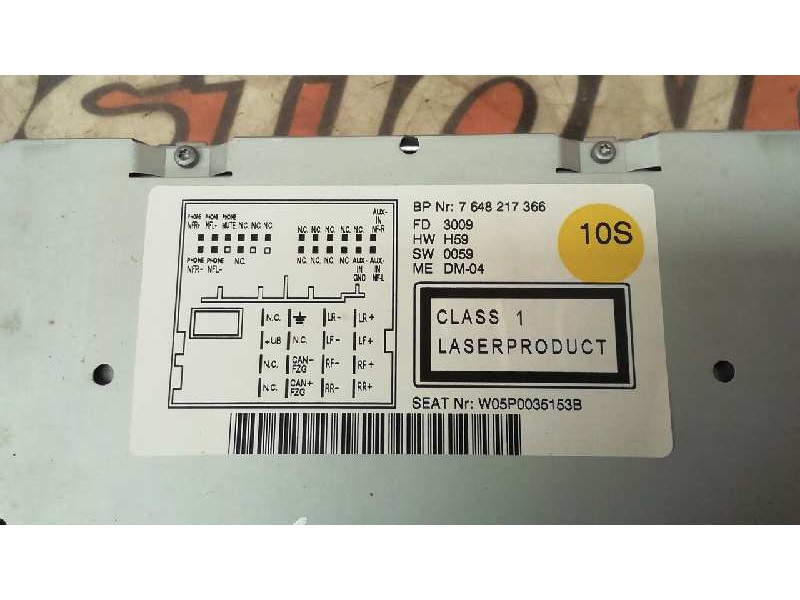 BP Nr: 7 648 217 366
FD 3009
HW H59
SW 0059
ME DM-04
10S
CLASS 1
LASERPRODUCT
SEAT Nr: W05P0035153B
PHONE NFR+
PHONE NFL+
PHONE MUTE
N.C. N.C. N.C.
N.C. N.C. N.C. N.C. N.C.
AUX-IN NF-R
PHONE NFR-
PHONE NFL-
N.C.
N.C. N.C. N.C. N.C.
AUX-IN GND
AUX-IN NF-L
N.C. LR- LR+
+UB N.C. LF- LF+
N.C. CAN- FZG RF- RF+
N.C. CAN+ FZG RR- RR+